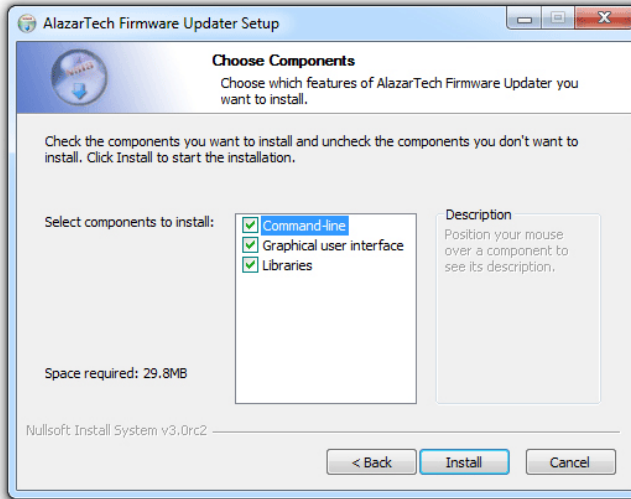 AlazarTech Firmware Updater Setup
Choose Components
Choose which features of AlazarTech Firmware Updater you
want to install.
Check the components you want to install and uncheck the components you don't want to
install. Click Install to start the installation.
Select components to install:
Command-line
Graphical user interface
Libraries
Description
Position your mouse
over a component to
see its description.
Space required: 29.8MB
Nullsoft Install System v3.0rc2
< Back
Install
Cancel